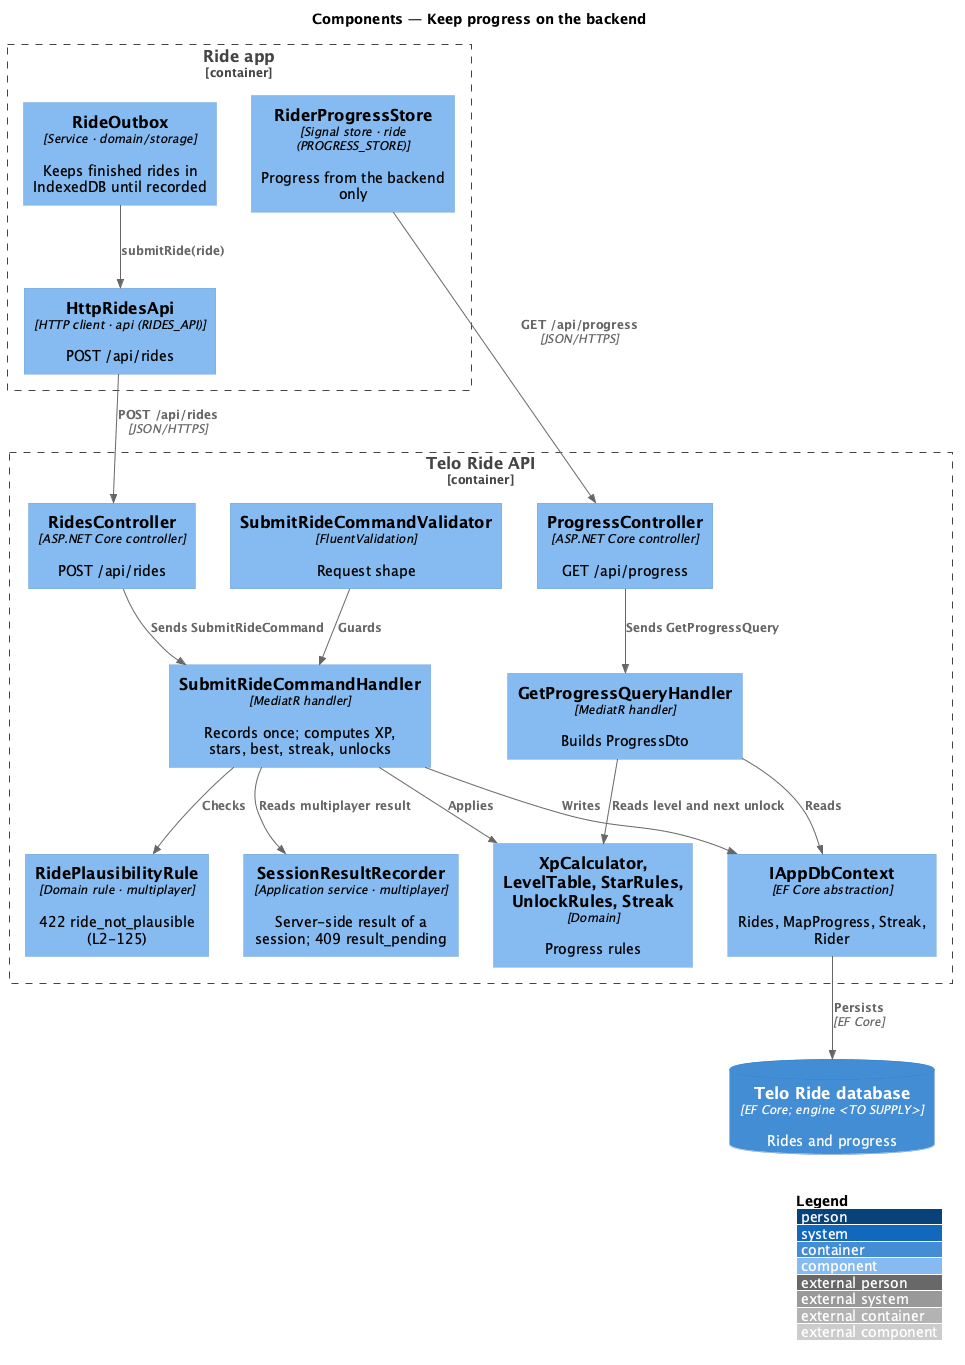 Components — Keep progress on the backend
Ride app
[container]
RideOutbox
[Service · domain/storage]
Keeps finished rides in
IndexedDB until recorded
RiderProgressStore
[Signal store · ride
(PROGRESS_STORE)]
Progress from the backend
only
submitRide(ride)
HttpRidesApi
[HTTP client · api (RIDES_API)]
POST /api/rides
GET /api/progress
[JSON/HTTPS]
POST /api/rides
[JSON/HTTPS]
Telo Ride API
[container]
RidesController
[ASP.NET Core controller]
POST /api/rides
SubmitRideCommandValidator
[FluentValidation]
Request shape
ProgressController
[ASP.NET Core controller]
GET /api/progress
Sends SubmitRideCommand
Guards
Sends GetProgressQuery
SubmitRideCommandHandler
[MediatR handler]
Records once; computes XP,
stars, best, streak, unlocks
GetProgressQueryHandler
[MediatR handler]
Builds ProgressDto
Checks
Reads multiplayer result
Applies
Writes
Reads level and next unlock
Reads
RidePlausibilityRule
[Domain rule · multiplayer]
422 ride_not_plausible
(L2-125)
SessionResultRecorder
[Application service · multiplayer]
Server-side result of a
session; 409 result_pending
XpCalculator,
LevelTable, StarRules,
UnlockRules, Streak
[Domain]
Progress rules
IAppDbContext
[EF Core abstraction]
Rides, MapProgress, Streak,
Rider
Persists
[EF Core]
Telo Ride database
[EF Core; engine <TO SUPPLY>]
Rides and progress
Legend
person
system
container
component
external person
external system
external container
external component